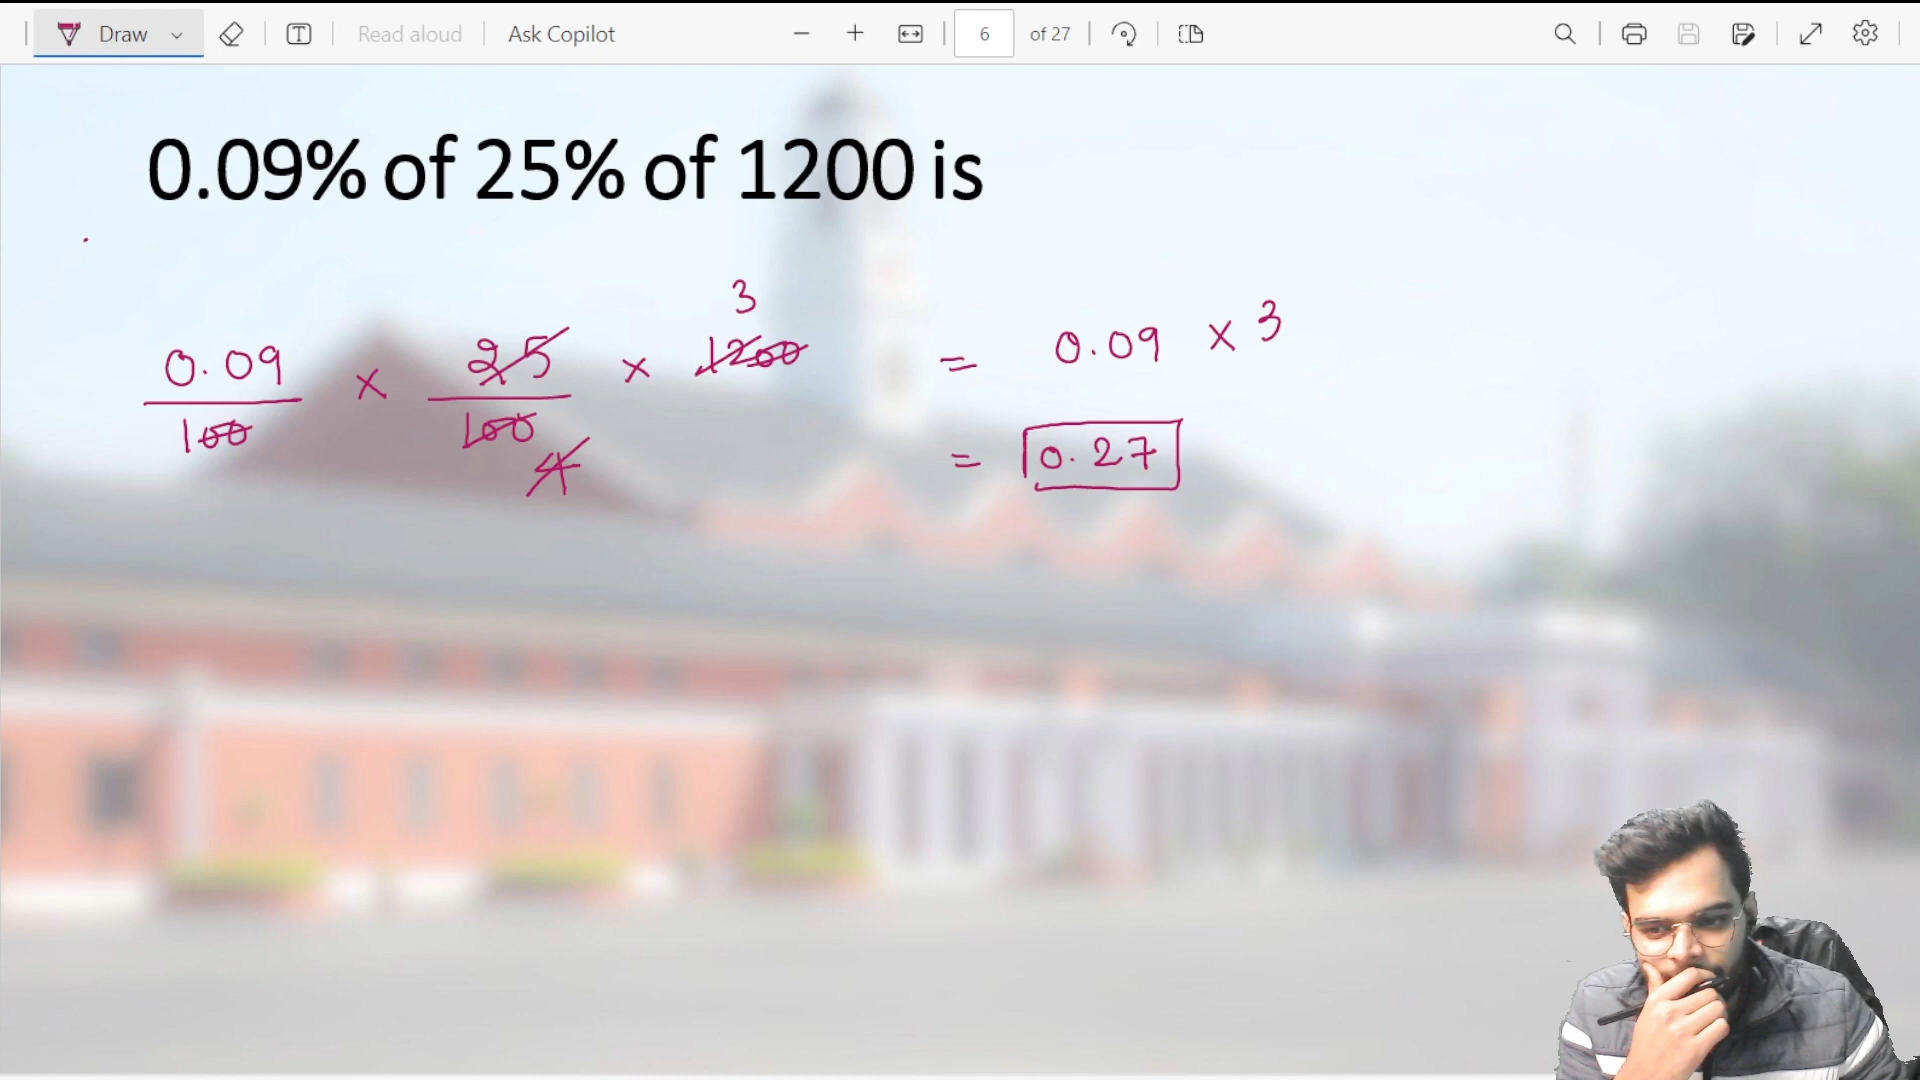 Draw
Read aloud
Ask Copilot
6 of 27
0.09% of 25% of 1200 is
3
0.09 × 25 × 1200 = 0.09 × 3
100 100
4
= 0.27